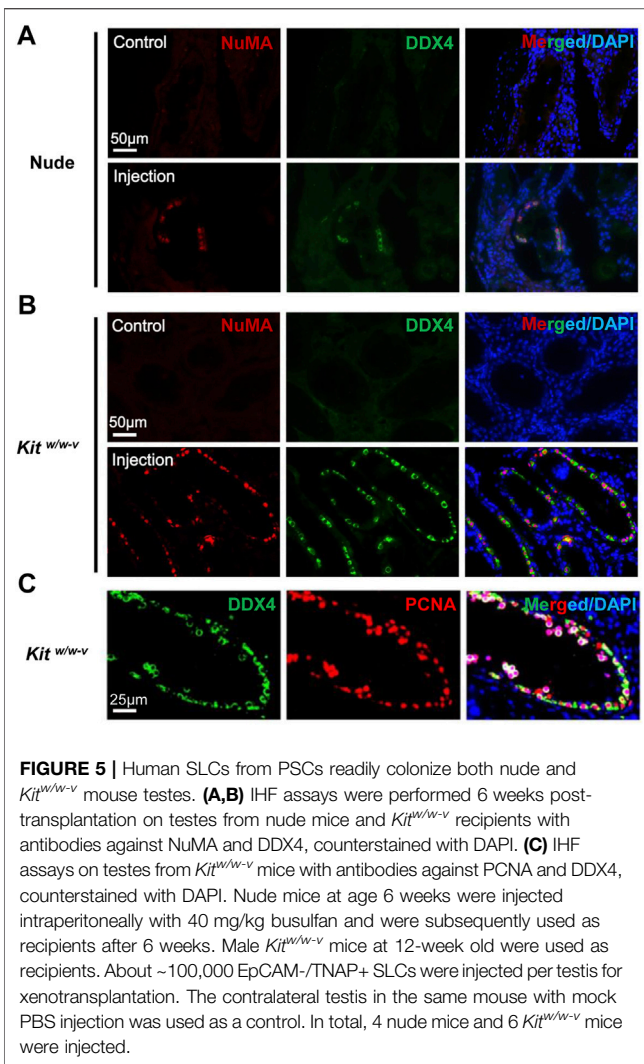 A
Control NuMA DDX4 Merged/DAPI
50μm
Nude
Injection
B
Control NuMA DDX4 Merged/DAPI
50μm
Kit w/w-v
Injection
C
DDX4 PCNA Merged/DAPI
Kit w/w-v
25μm
FIGURE 5 | Human SLCs from PSCs readily colonize both nude and
Kit^w/w-v mouse testes. (A,B) IHF assays were performed 6 weeks post-
transplantation on testes from nude mice and Kit^w/w-v recipients with
antibodies against NuMA and DDX4, counterstained with DAPI. (C) IHF
assays on testes from Kit^w/w-v mice with antibodies against PCNA and DDX4,
counterstained with DAPI. Nude mice at age 6 weeks were injected
intraperitoneally with 40 mg/kg busulfan and were subsequently used as
recipients after 6 weeks. Male Kit^w/w-v mice at 12-week old were used as
recipients. About ~100,000 EpCAM-/TNAP+ SLCs were injected per testis for
xenotransplantation. The contralateral testis in the same mouse with mock
PBS injection was used as a control. In total, 4 nude mice and 6 Kit^w/w-v mice
were injected.